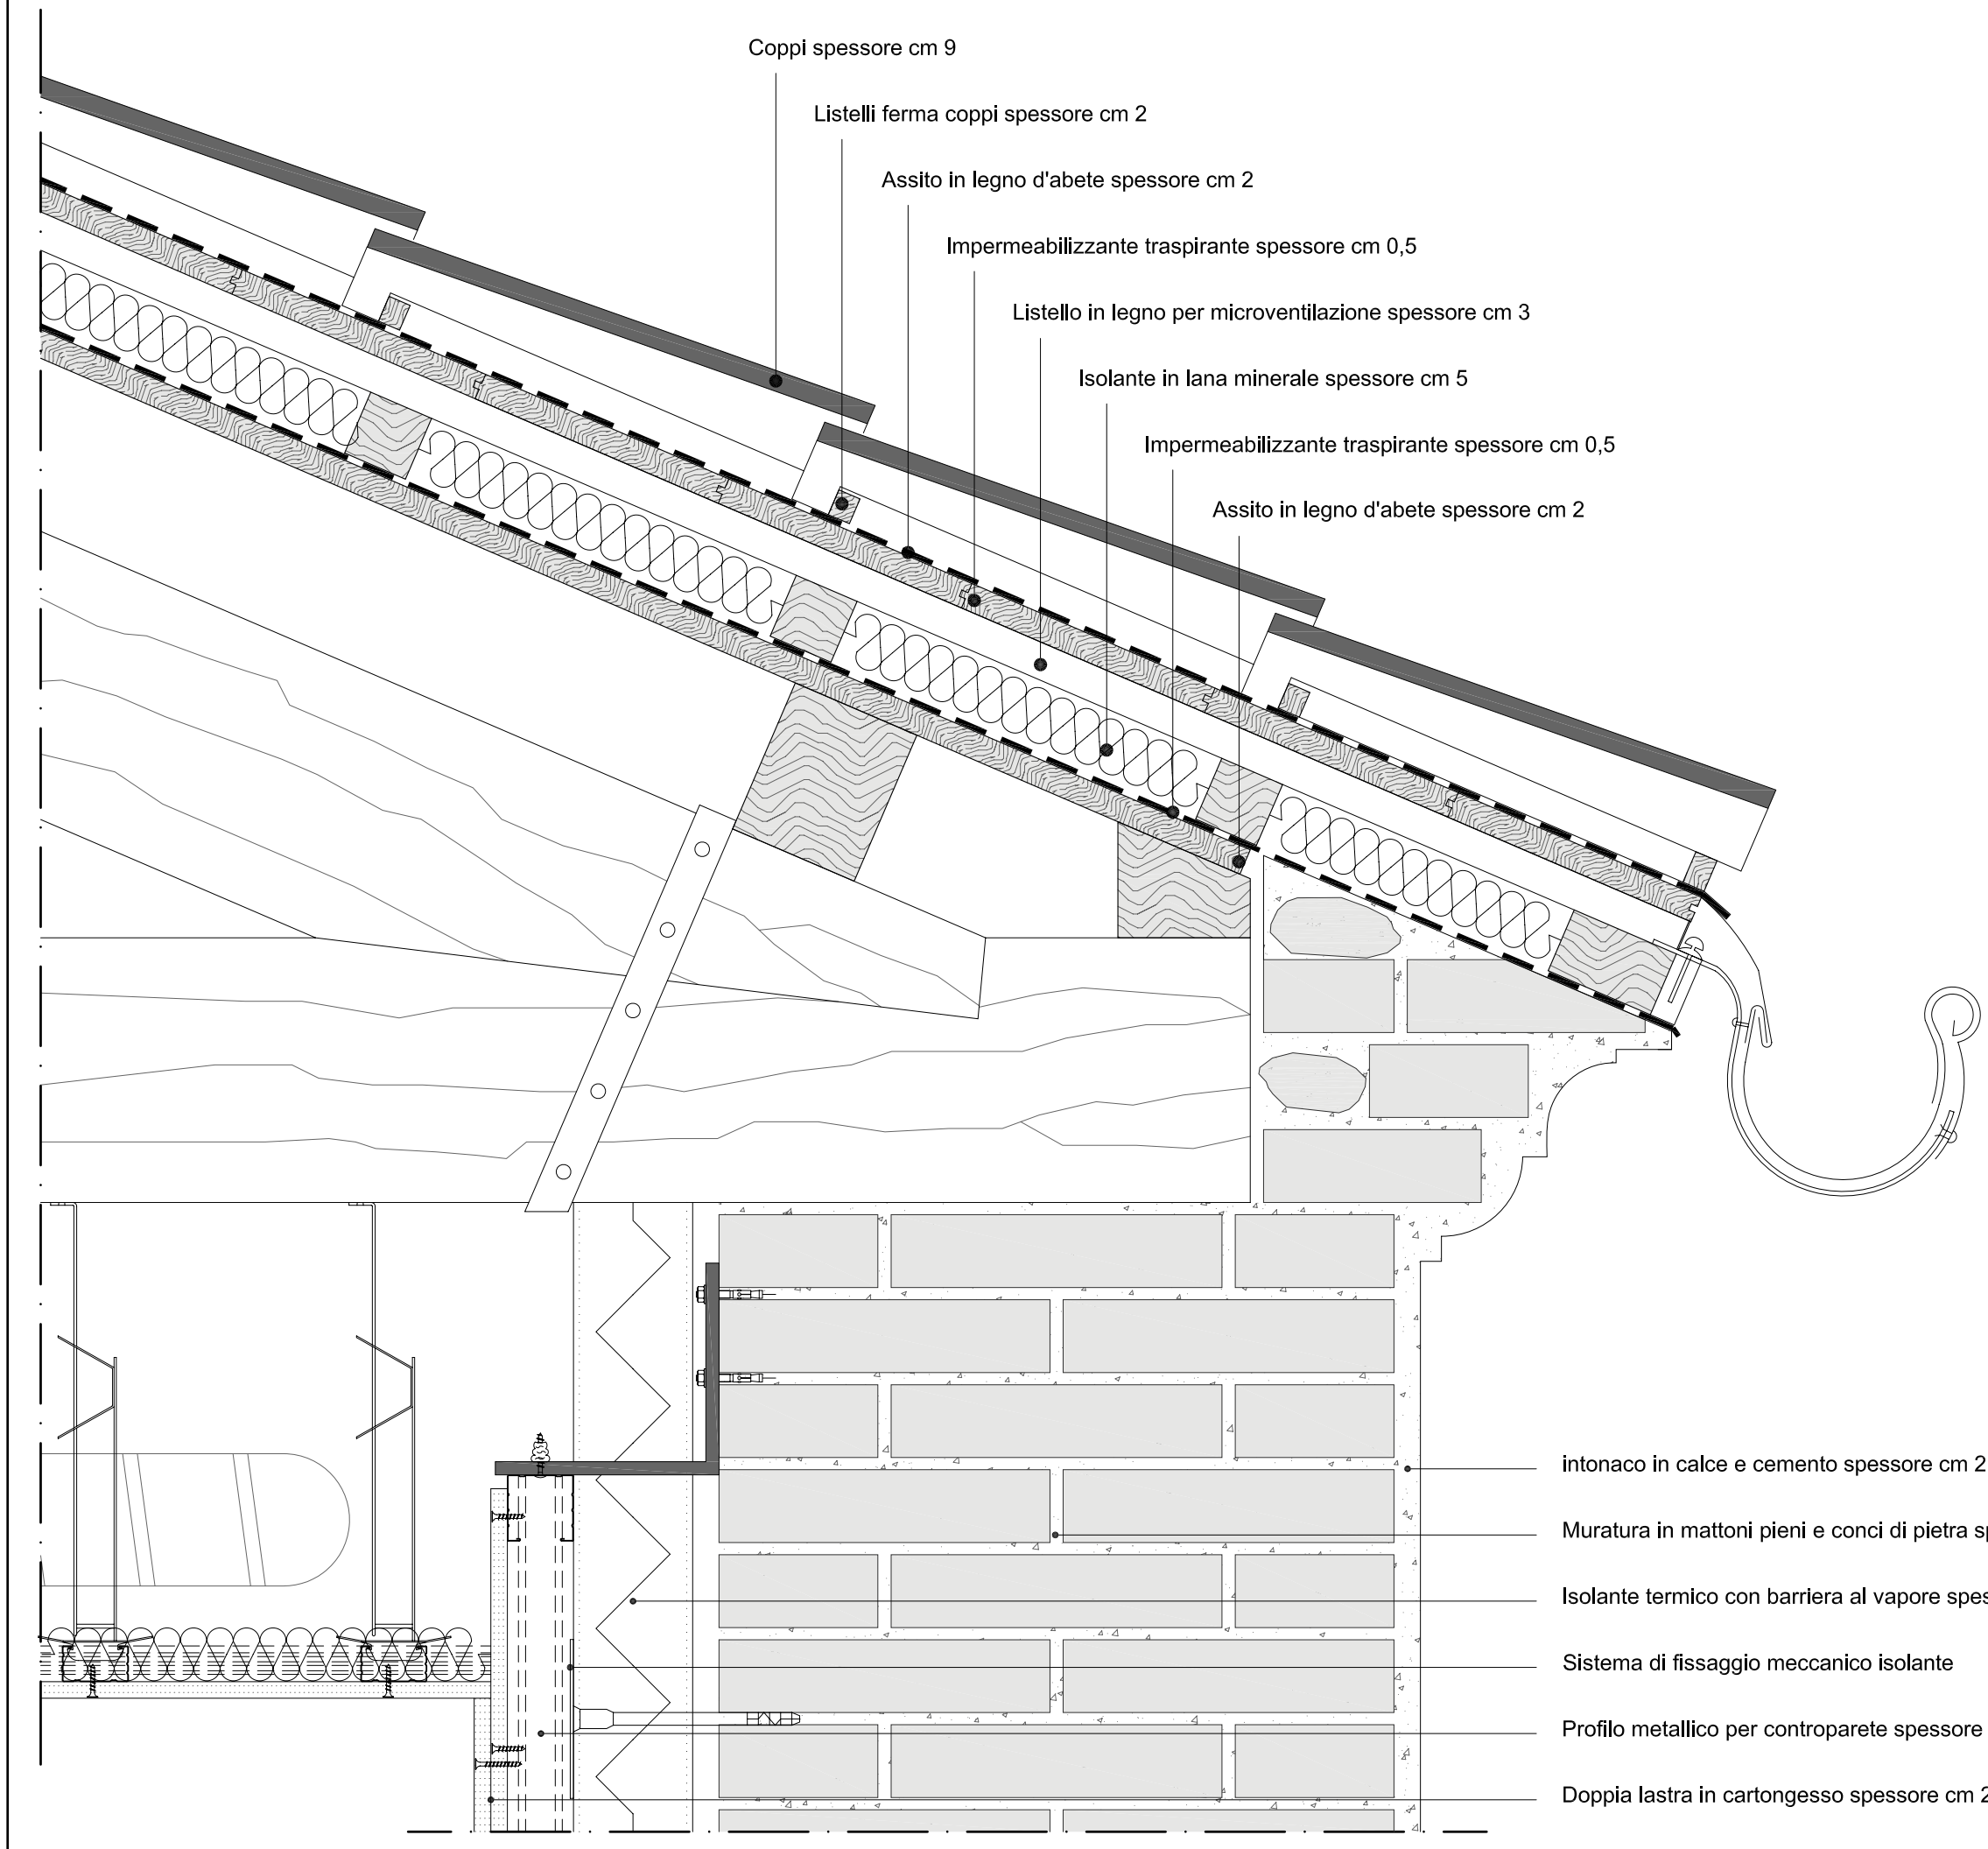 Coppi spessore cm 9
Listelli ferma coppi spessore cm 2
Assito in legno d'abete spessore cm 2
Impermeabilizzante traspirante spessore cm 0,5
Listello in legno per microventilazione spessore cm 3
Isolante in lana minerale spessore cm 5
Impermeabilizzante traspirante spessore cm 0,5
Assito in legno d'abete spessore cm 2
intonaco in calce e cemento spessore cm 2
Muratura in mattoni pieni e conci di pietra
Isolante termico con barriera al vapore
Sistema di fissaggio meccanico isolante
Profilo metallico per controparete spessore
Doppia lastra in cartongesso spessore cm 2